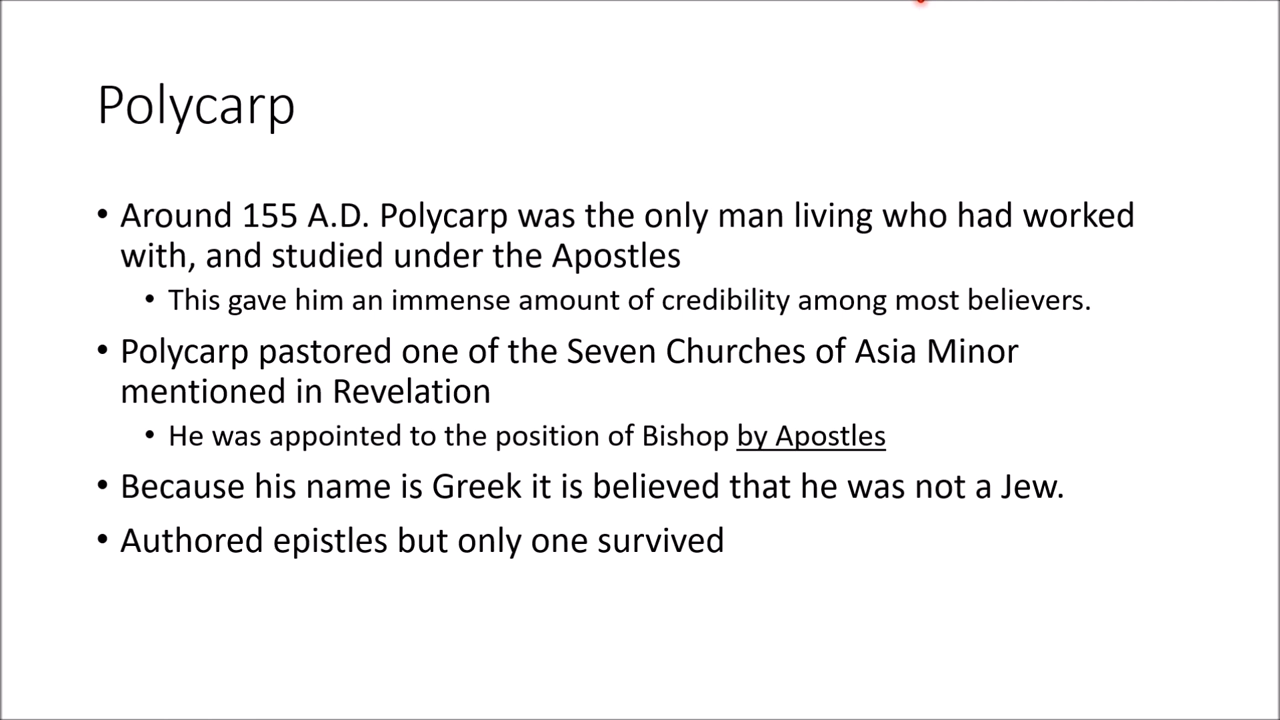 Polycarp
• Around 155 A.D. Polycarp was the only man living who had worked
with, and studied under the Apostles
• This gave him an immense amount of credibility among most believers.
• Polycarp pastored one of the Seven Churches of Asia Minor
mentioned in Revelation
• He was appointed to the position of Bishop by Apostles
• Because his name is Greek it is believed that he was not a Jew.
• Authored epistles but only one survived